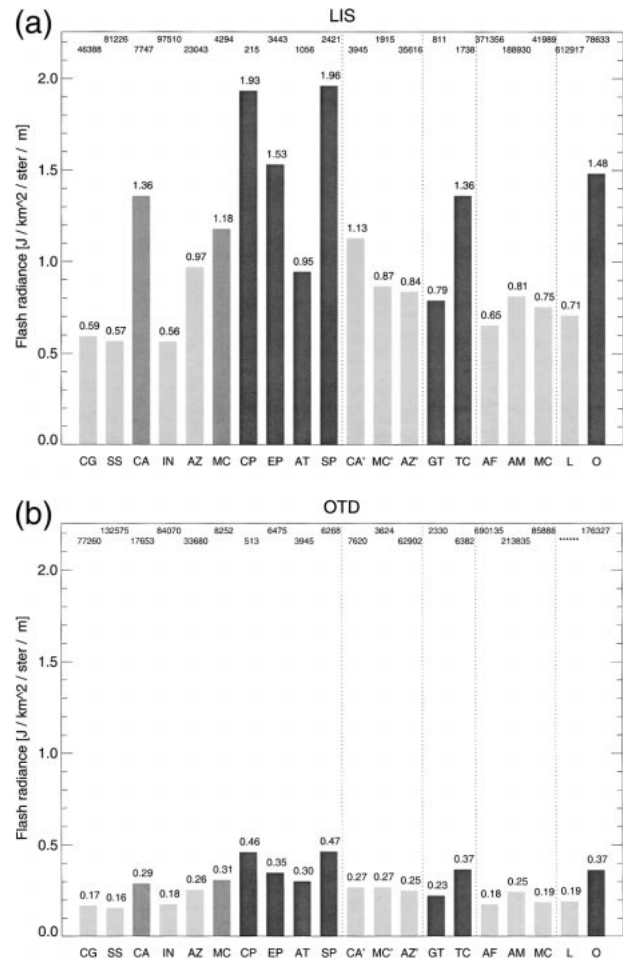 (a)
LIS
81226 97510 4294 3443 2421 1915 811 371356 41989 78633
46388 7747 23043 215 1056 3945 35616 1738 188930 612917
Flash radiance [J / km^2 / ster / m]
2.0
1.5
1.0
0.5
0.0
0.59 0.57 1.36 0.56 0.97 1.18 1.93 1.53 0.95 1.96 1.13 0.87 0.84 0.79 1.36 0.65 0.81 0.75 0.71 1.48
CG SS CA IN AZ MC CP EP AT SP CA' MC' AZ' GT TC AF AM MC L O
(b)
OTD
132575 84070 8252 6475 6268 3624 2330 690135 85888 176327
77260 17653 33680 513 3945 7620 62902 6382 213835 ******
Flash radiance [J / km^2 / ster / m]
2.0
1.5
1.0
0.5
0.0
0.17 0.16 0.29 0.18 0.26 0.31 0.46 0.35 0.30 0.47 0.27 0.27 0.25 0.23 0.37 0.18 0.25 0.19 0.19 0.37
CG SS CA IN AZ MC CP EP AT SP CA' MC' AZ' GT TC AF AM MC L O